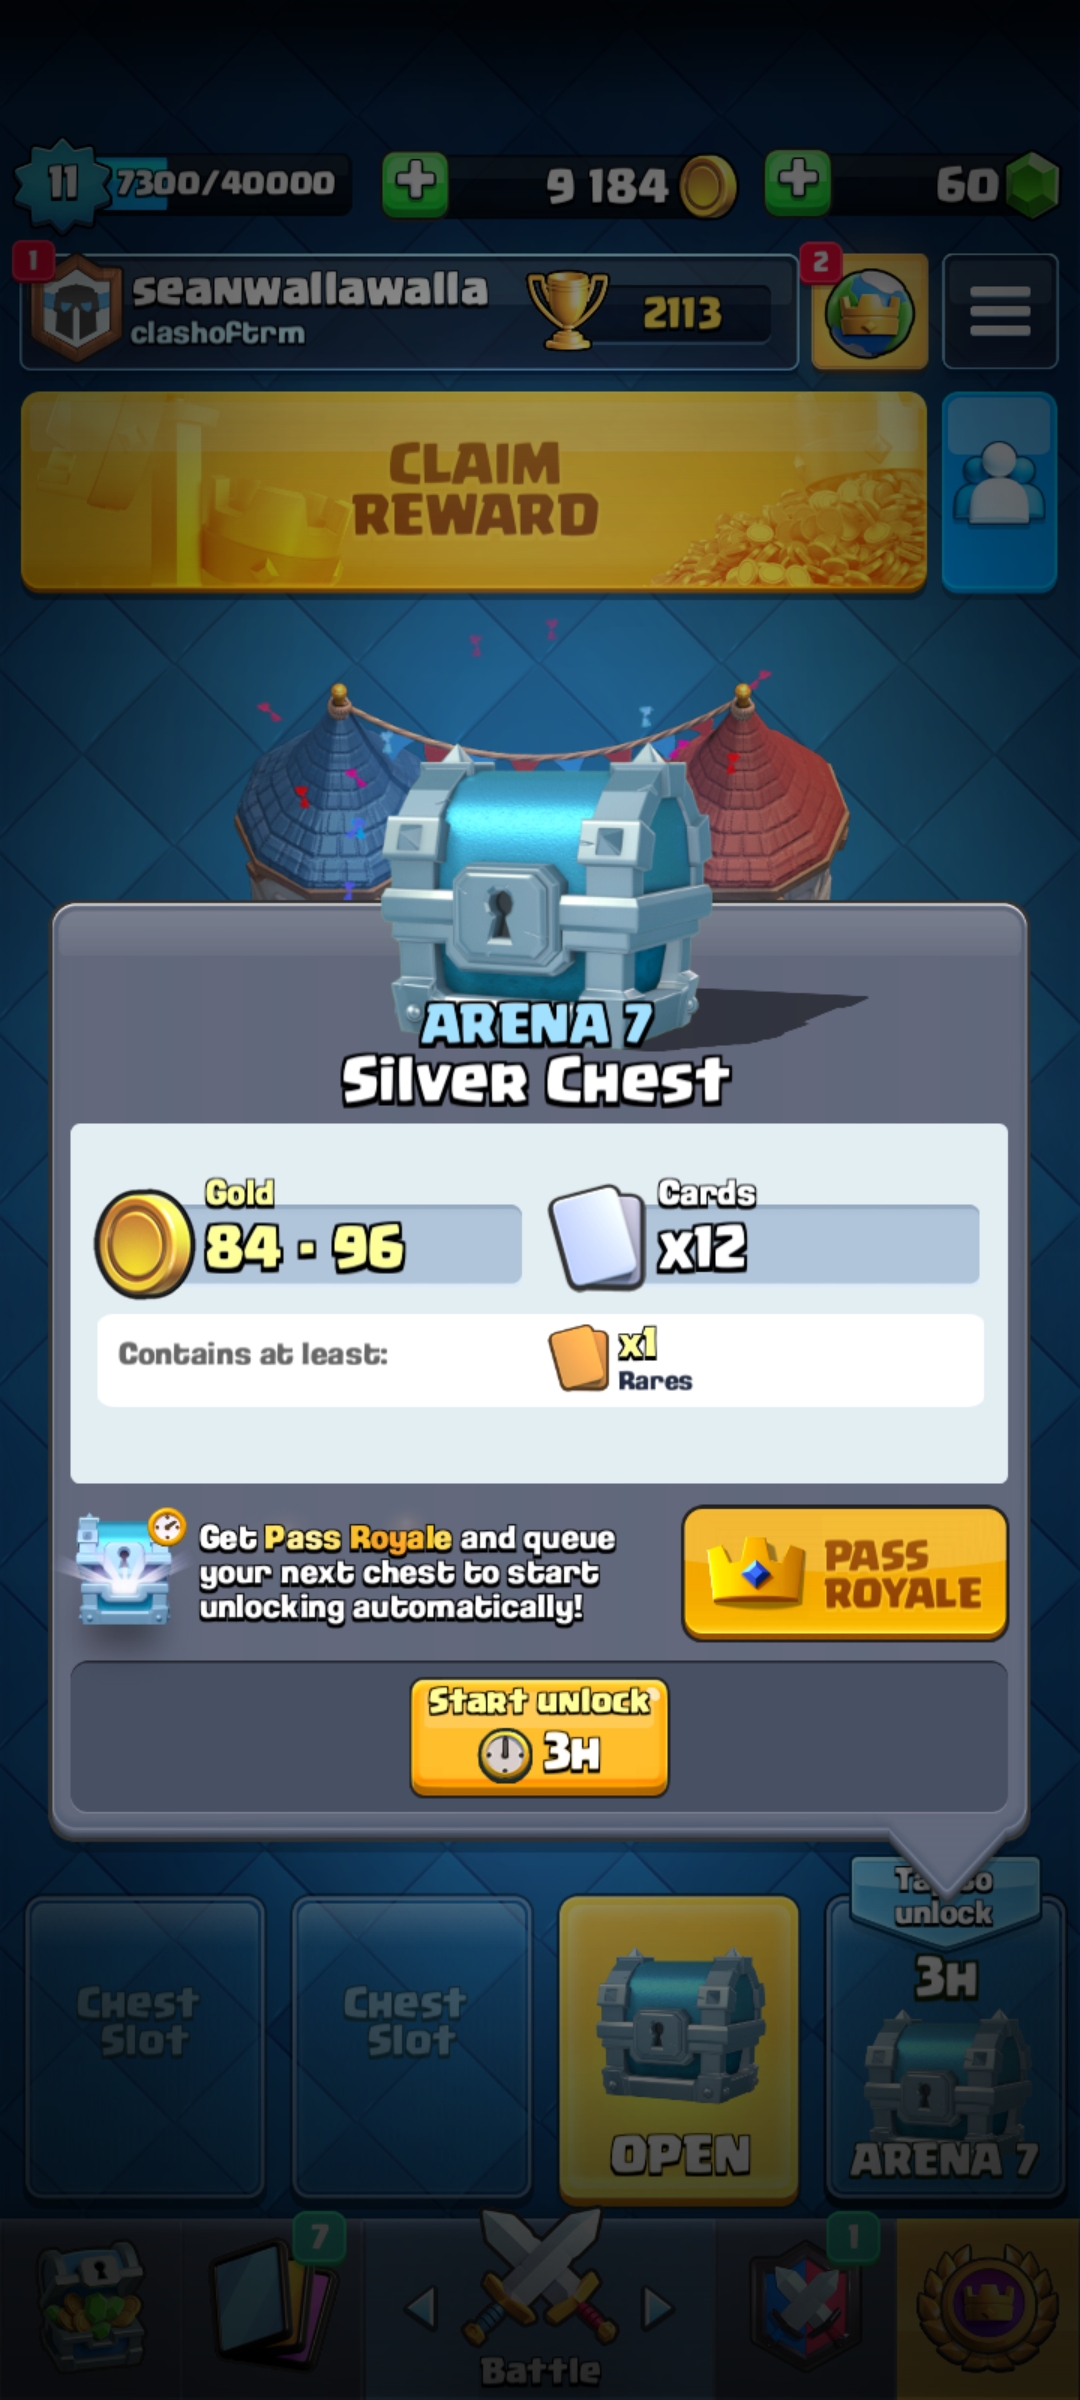 11
7300/40000
9 184
60
1
seanwallawalla
clashoftrm
2113
2
CLAIM
REWARD
ARENA 7
Silver Chest
Gold
84 - 96
Cards
x12
Contains at least:
x1
Rares
Get Pass Royale and queue
your next chest to start
unlocking automatically!
PASS
ROYALE
Start unlock
3H
Chest
Slot
Chest
Slot
OPEN
unlock
3H
ARENA 7
7
Battle
1